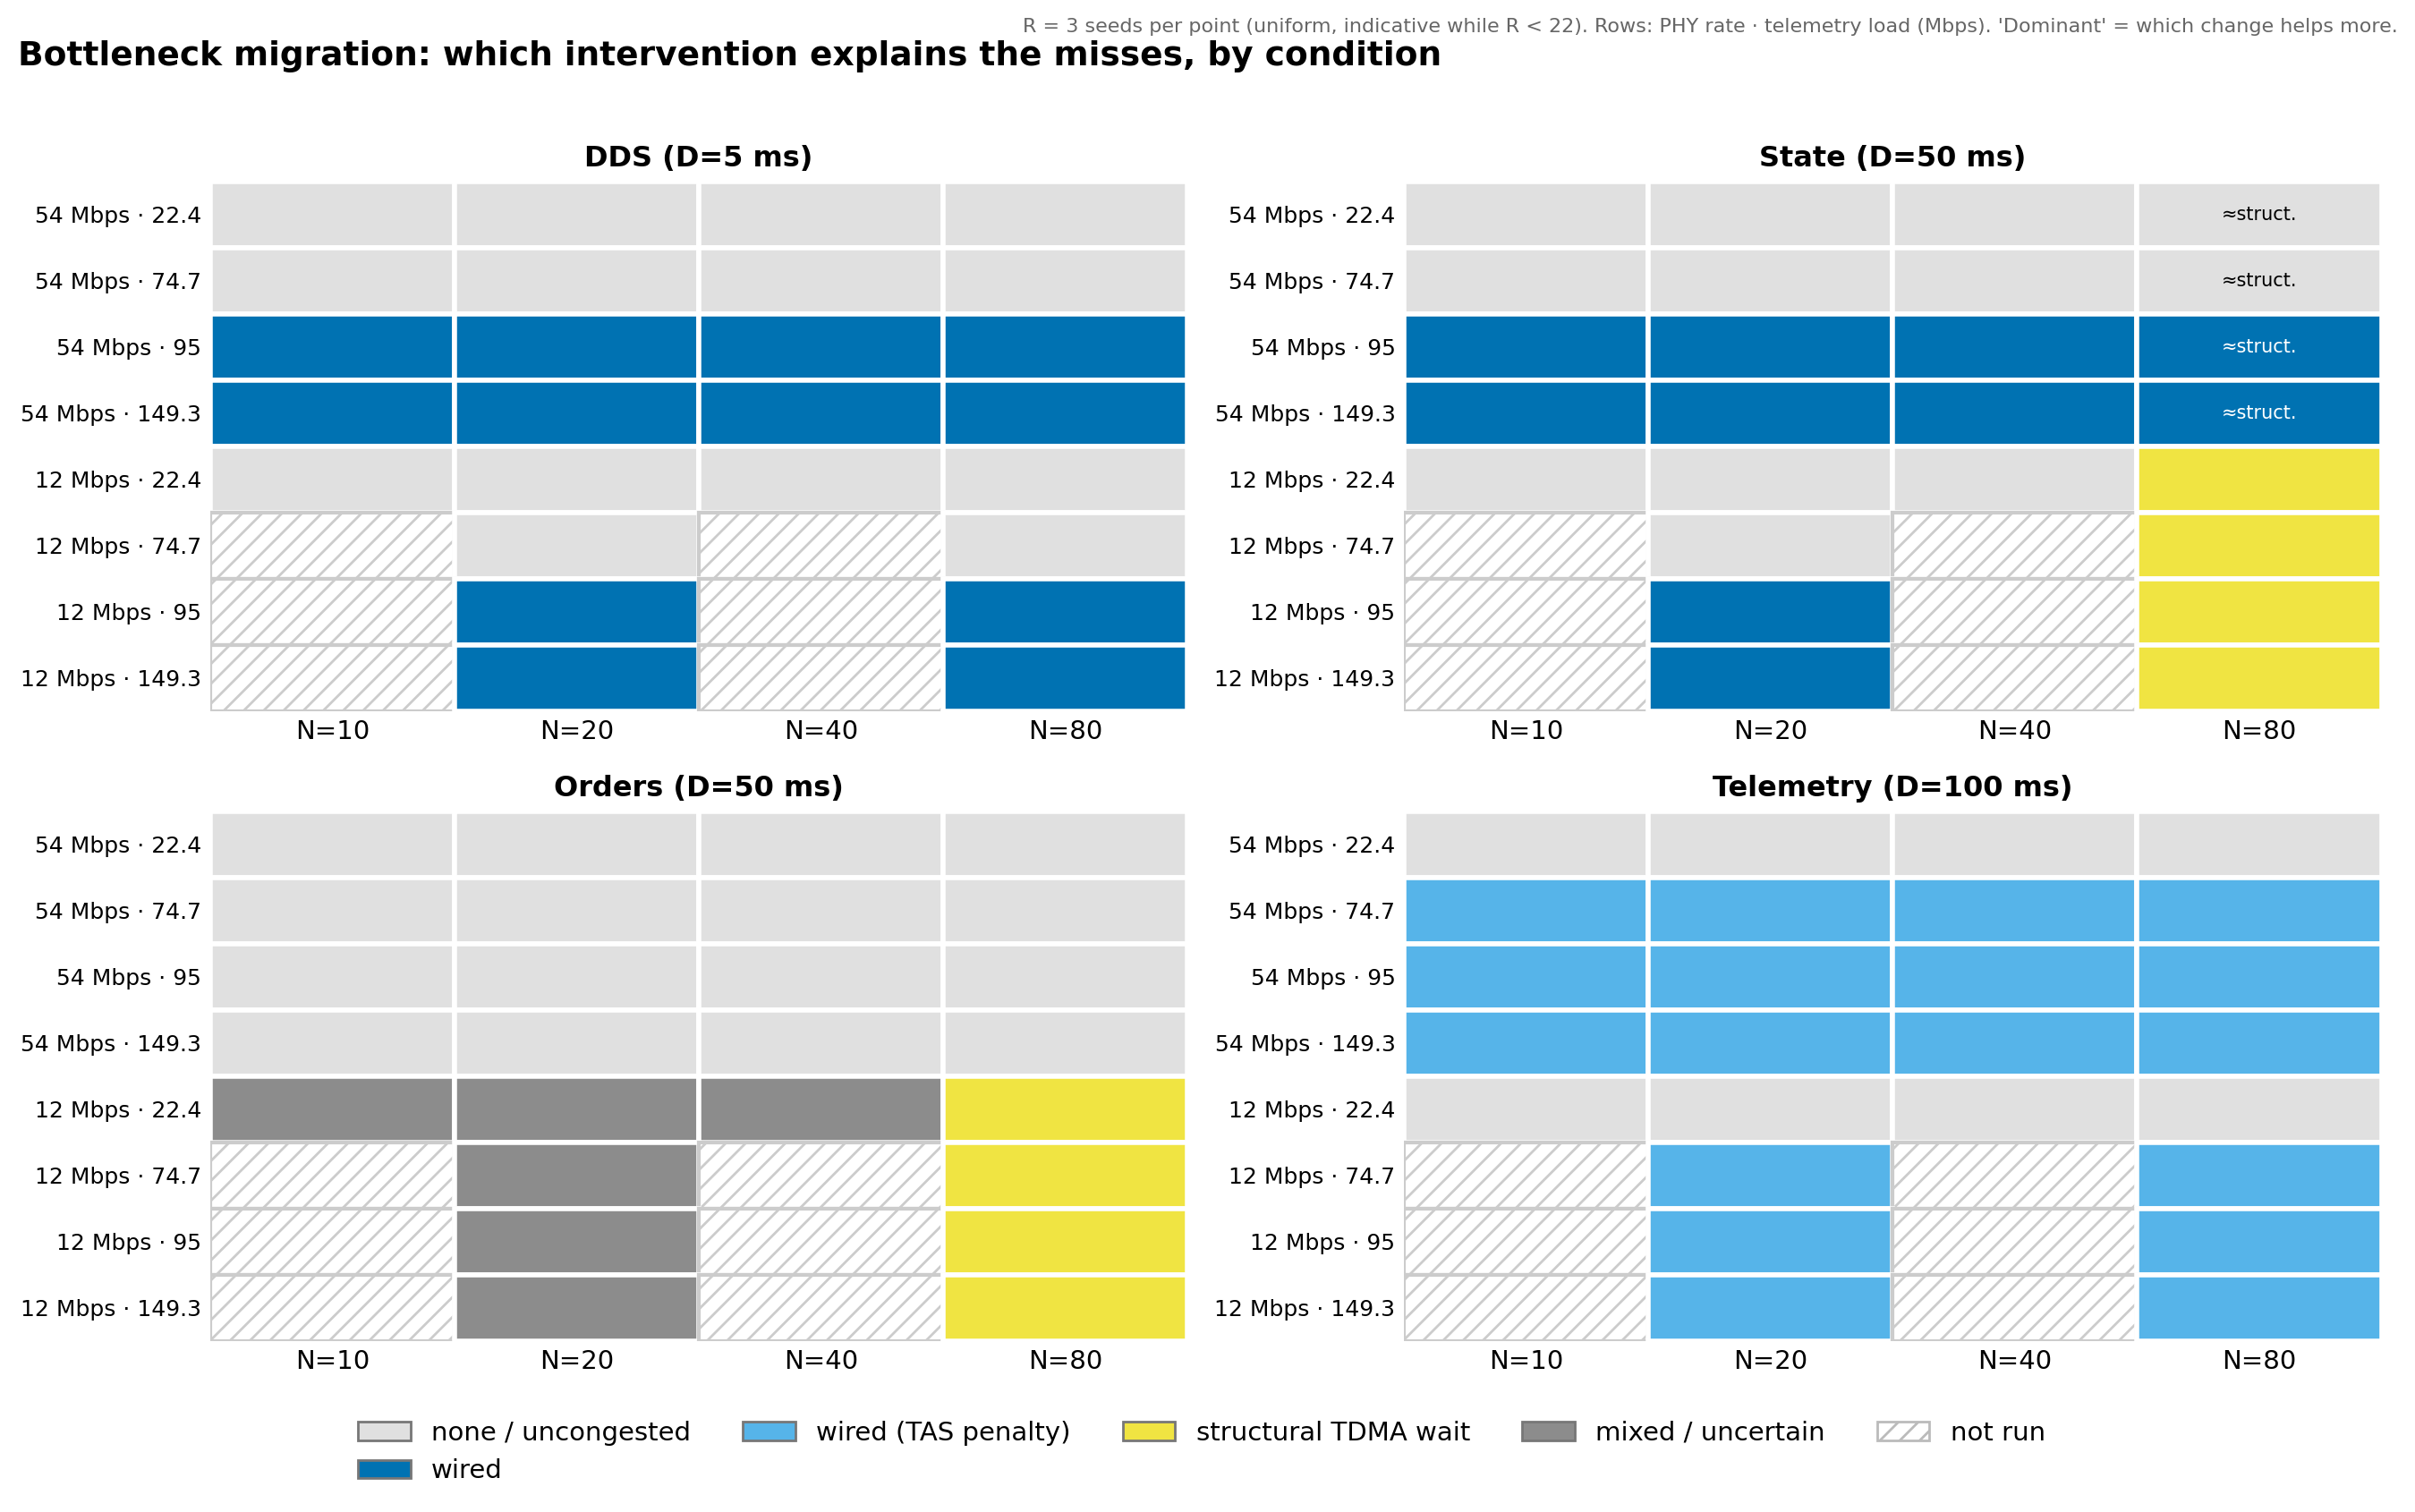 R = 3 seeds per point (uniform, indicative while R < 22). Rows: PHY rate · telemetry load (Mbps). 'Dominant' = which change helps more.
Bottleneck migration: which intervention explains the misses, by condition
DDS (D=5 ms)
54 Mbps · 22.4
54 Mbps · 74.7
54 Mbps · 95
54 Mbps · 149.3
12 Mbps · 22.4
12 Mbps · 74.7
12 Mbps · 95
12 Mbps · 149.3
N=10 N=20 N=40 N=80
State (D=50 ms)
54 Mbps · 22.4 ≈struct.
54 Mbps · 74.7 ≈struct.
54 Mbps · 95 ≈struct.
54 Mbps · 149.3 ≈struct.
12 Mbps · 22.4
12 Mbps · 74.7
12 Mbps · 95
12 Mbps · 149.3
N=10 N=20 N=40 N=80
Orders (D=50 ms)
54 Mbps · 22.4
54 Mbps · 74.7
54 Mbps · 95
54 Mbps · 149.3
12 Mbps · 22.4
12 Mbps · 74.7
12 Mbps · 95
12 Mbps · 149.3
N=10 N=20 N=40 N=80
Telemetry (D=100 ms)
54 Mbps · 22.4
54 Mbps · 74.7
54 Mbps · 95
54 Mbps · 149.3
12 Mbps · 22.4
12 Mbps · 74.7
12 Mbps · 95
12 Mbps · 149.3
N=10 N=20 N=40 N=80
none / uncongested wired (TAS penalty) structural TDMA wait mixed / uncertain not run
wired